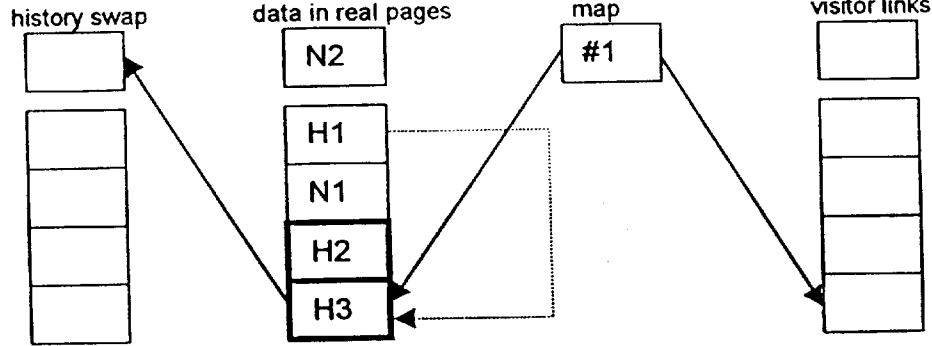 history swap
data in real pages
map
visitor links
N2
#1
H1
N1
H2
H3